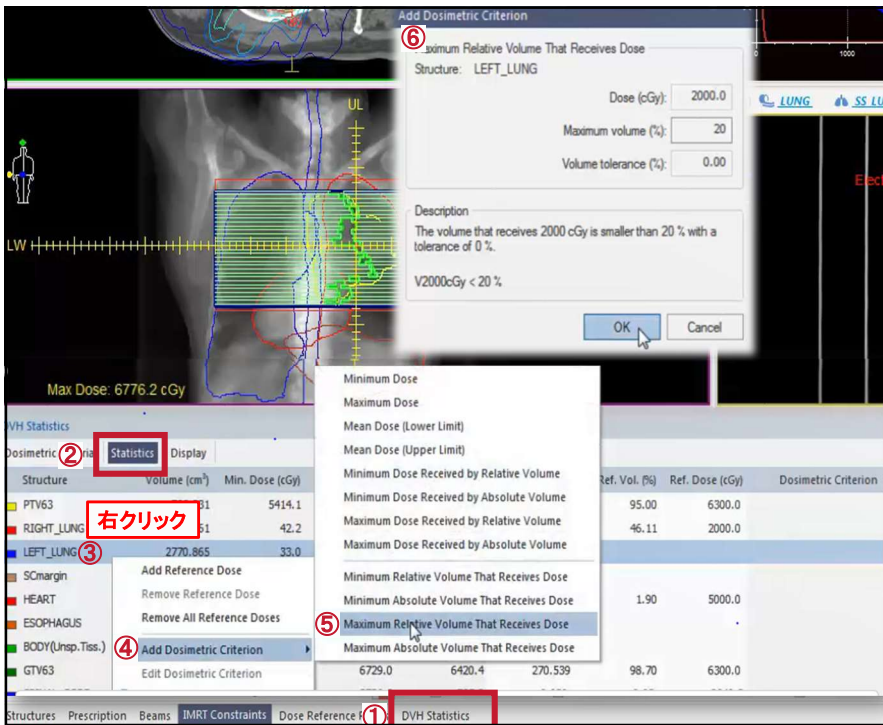 Add Dosimetric Criterion
⑥
Maximum Relative Volume That Receives Dose
Structure: LEFT_LUNG
Dose (cGy): 2000.0
Maximum volume (%): 20
Volume tolerance (%): 0.00
Description
The volume that receives 2000 cGy is smaller than 20 % with a
tolerance of 0 %.
V2000cGy < 20 %
OK Cancel
0 1000
LUNG SS LU
Elect
UL
LW
Max Dose: 6776.2 cGy
Minimum Dose
Maximum Dose
Mean Dose (Lower Limit)
Mean Dose (Upper Limit)
Minimum Dose Received by Relative Volume
Minimum Dose Received by Absolute Volume
Maximum Dose Received by Relative Volume
Maximum Dose Received by Absolute Volume
Minimum Relative Volume That Receives Dose
Minimum Absolute Volume That Receives Dose
⑤ Maximum Relative Volume That Receives Dose
Maximum Absolute Volume That Receives Dose
DVH Statistics
Dosimetric ② Statistics Display
Structure Volume (cm³) Min. Dose (cGy) Ref. Vol. (%) Ref. Dose (cGy) Dosimetric Criterion
PTV63 5414.1 95.00 6300.0
RIGHT_LUNG 右クリック 42.2 46.11 2000.0
LEFT_LUNG ③ 2770.865 33.0
SCmargin
HEART 1.90 5000.0
ESOPHAGUS
BODY(Unsp.Tiss.)
GTV63 6729.0 6420.4 270.539 98.70 6300.0
Add Reference Dose
Remove Reference Dose
Remove All Reference Doses
④ Add Dosimetric Criterion
Edit Dosimetric Criterion
Structures Prescription Beams IMRT Constraints Dose Reference ① DVH Statistics